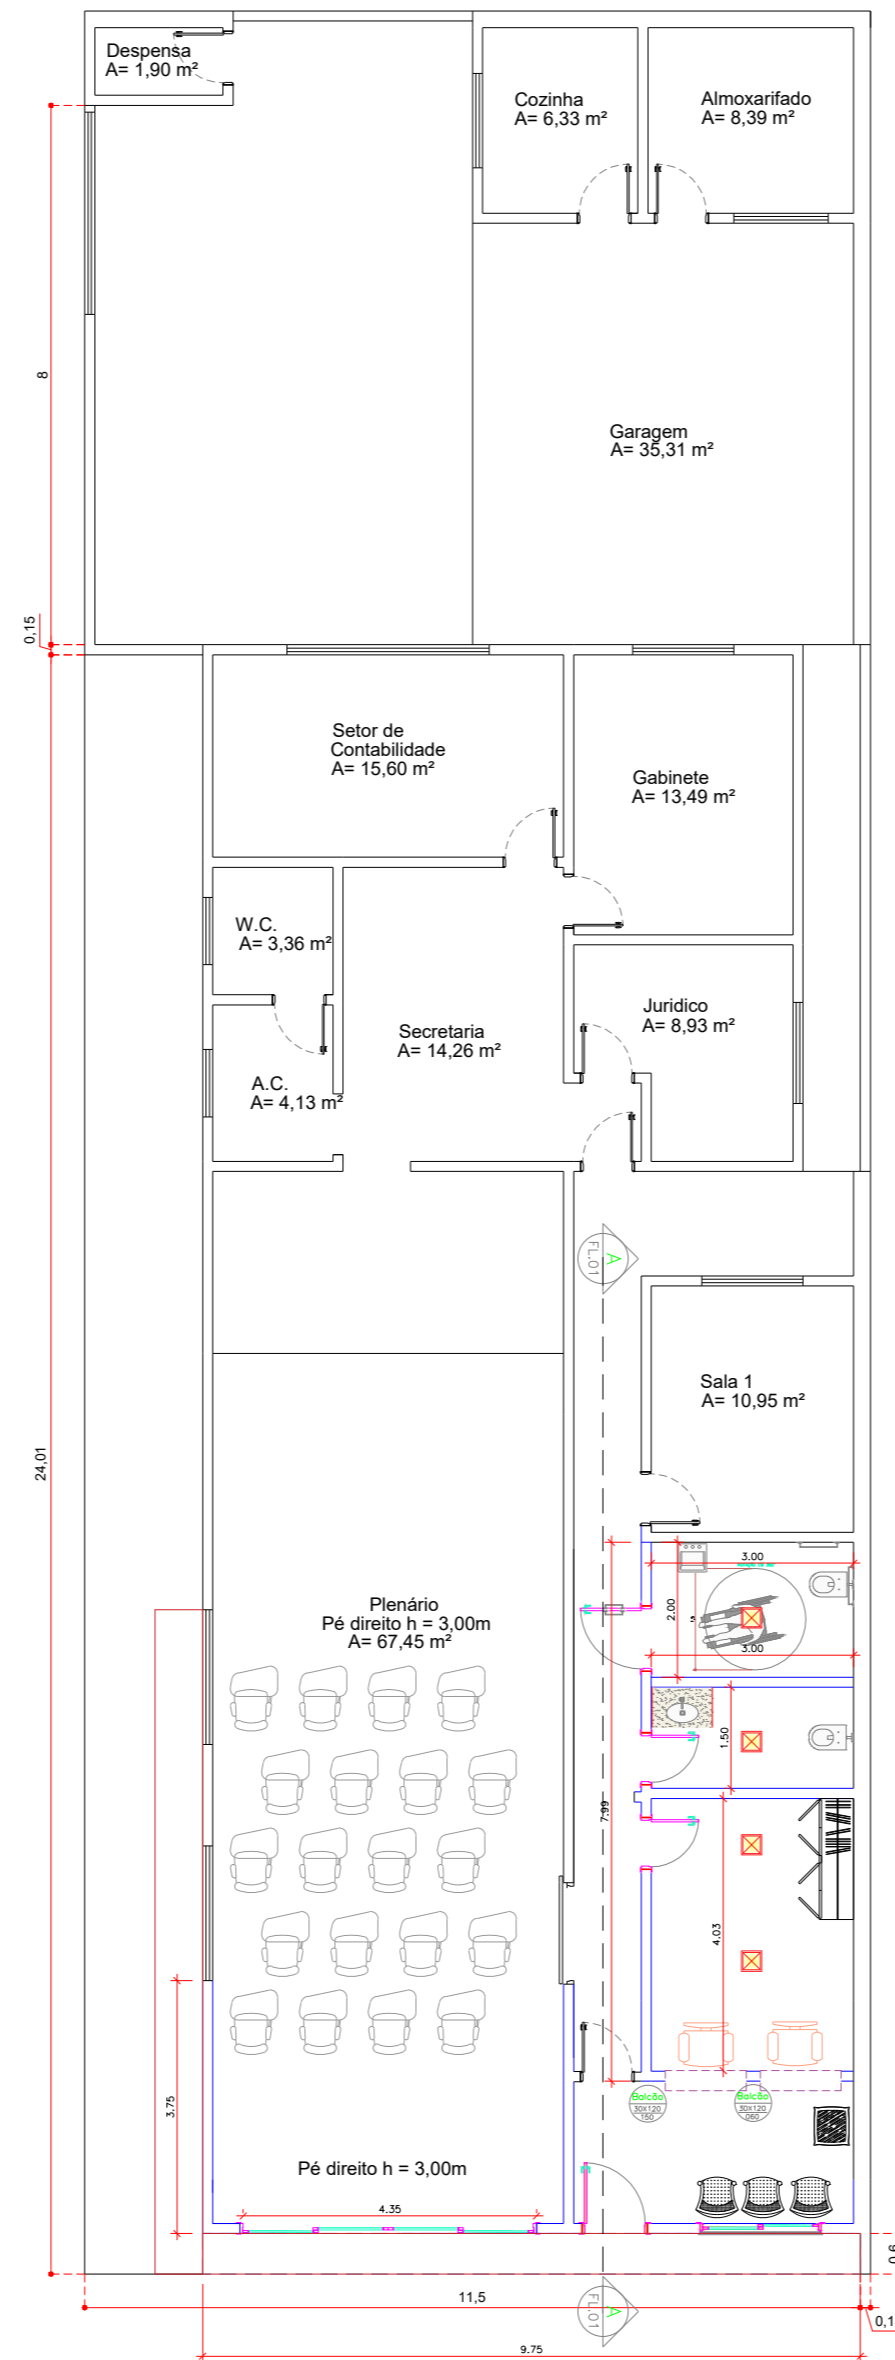 Despensa
A= 1,90 m²
Cozinha
A= 6,33 m²
Almoxarifado
A= 8,39 m²
8
Garagem
A= 35,31 m²
0,15
Setor de
Contabilidade
A= 15,60 m²
Gabinete
A= 13,49 m²
W.C.
A= 3,36 m²
Secretaria
A= 14,26 m²
Juridico
A= 8,93 m²
A.C.
A= 4,13 m²
A
FL.01
Sala 1
A= 10,95 m²
24,01
3.00
2.00
Plenário
Pé direito h = 3,00m
A= 67,45 m²
3.00
1.50
7.99
4.03
3.75
Balcão
30X120
150
Balcão
30X120
060
Pé direito h = 3,00m
4.35
0,6
11,5
A
FL.01
0,1
9.75